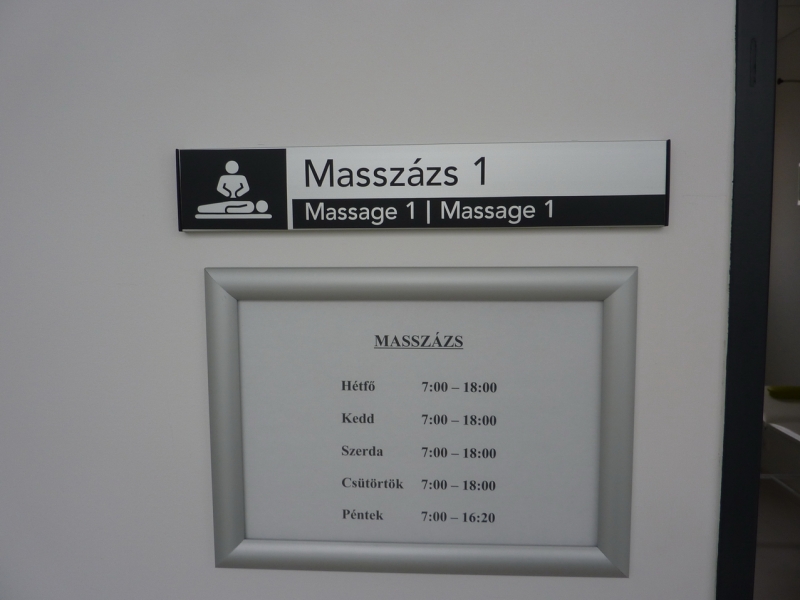 Masszázs 1
Massage 1 | Massage 1
MASSZÁZS
Hétfő 7:00 – 18:00
Kedd 7:00 – 18:00
Szerda 7:00 – 18:00
Csütörtök 7:00 – 18:00
Péntek 7:00 – 16:20